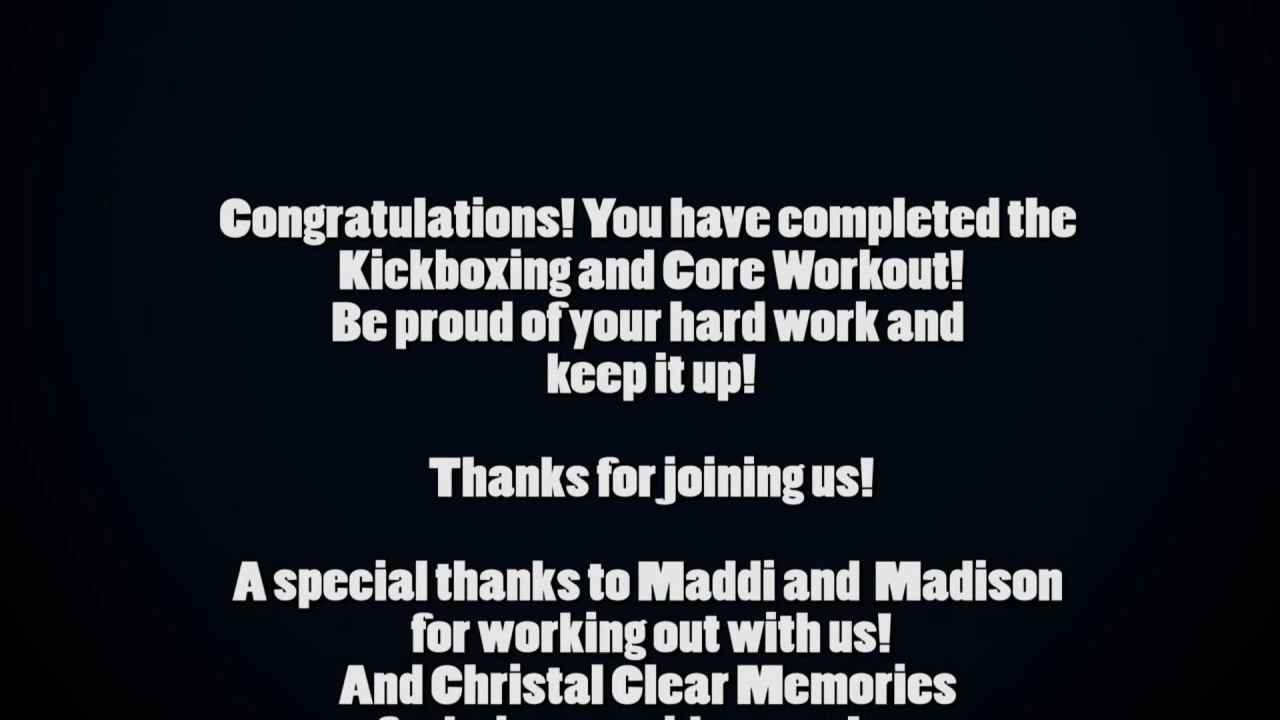 Congratulations! You have completed the
Kickboxing and Core Workout!
Be proud of your hard work and
keep it up!
Thanks for joining us!
A special thanks to Maddi and Madison
for working out with us!
And Christal Clear Memories